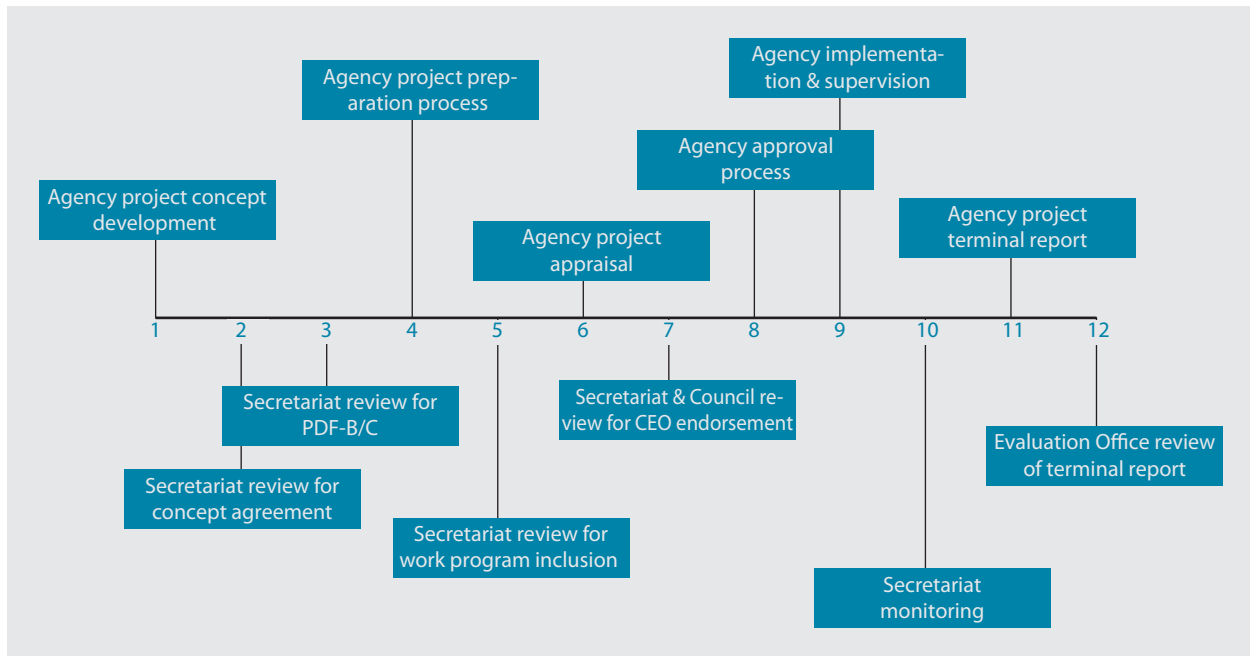 Agency implementa-
tion & supervision
Agency project prep-
aration process
Agency approval
process
Agency project concept
development
Agency project
appraisal
Agency project
terminal report
1 2 3 4 5 6 7 8 9 10 11 12
Secretariat review for
PDF-B/C
Secretariat & Council re-
view for CEO endorsement
Evaluation Office review
of terminal report
Secretariat review for
concept agreement
Secretariat review for
work program inclusion
Secretariat
monitoring